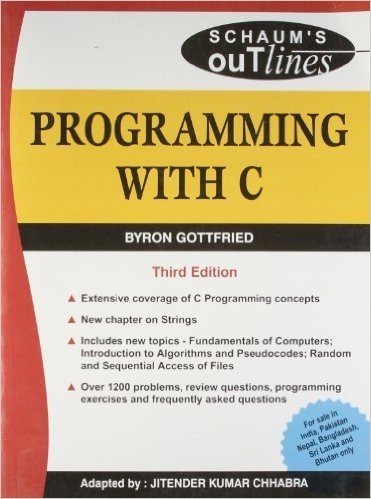 SCHAUM'S
ouTlines
PROGRAMMING
WITH C
BYRON GOTTFRIED
Third Edition
Extensive coverage of C Programming concepts
New chapter on Strings
Includes new topics - Fundamentals of Computers;
Introduction to Algorithms and Pseudocodes; Random
and Sequential Access of Files
Over 1200 problems, review questions, programming
exercises and frequently asked questions
For sale in
India, Pakistan
Nepal, Bangladesh,
Sri Lanka and
Bhutan only
Adapted by : JITENDER KUMAR CHHABRA